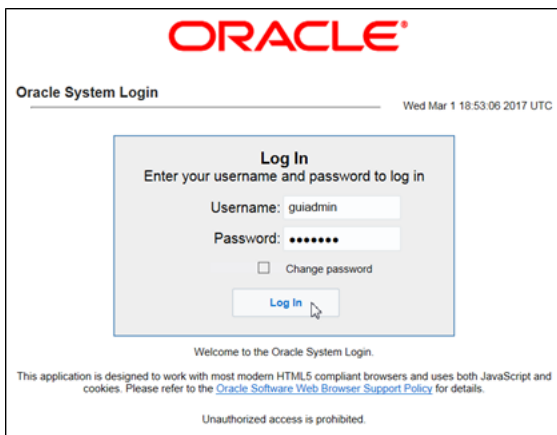 ORACLE®
Oracle System Login
Wed Mar 1 18:53:06 2017 UTC
Log In
Enter your username and password to log in
Username: guiadmin
Password: •••••••
Change password
Log In
Welcome to the Oracle System Login.
This application is designed to work with most modern HTML5 compliant browsers and uses both JavaScript and
cookies. Please refer to the Oracle Software Web Browser Support Policy for details.
Unauthorized access is prohibited.